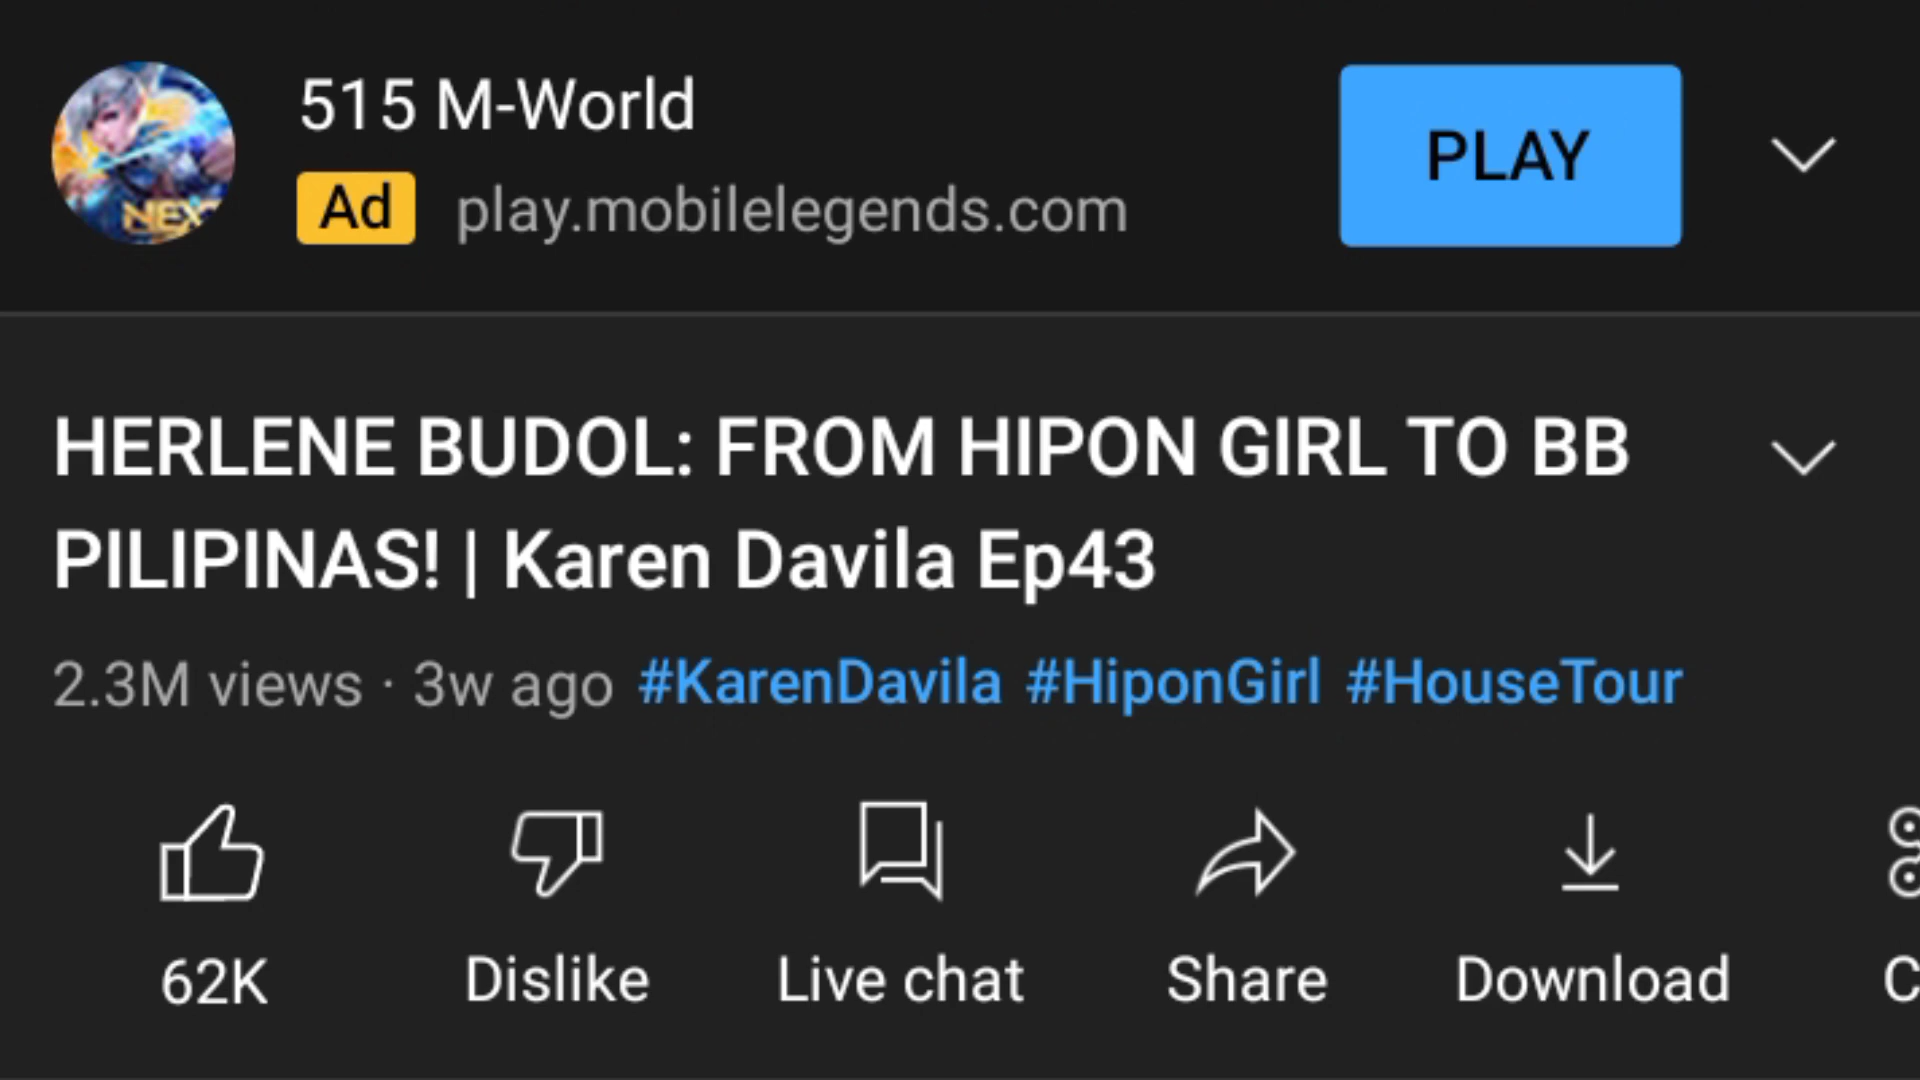 515 M-World
Ad play.mobilelegends.com
PLAY
NEX
HERLENE BUDOL: FROM HIPON GIRL TO BB
PILIPINAS! | Karen Davila Ep43
2.3M views · 3w ago #KarenDavila #HiponGirl #HouseTour
62K Dislike Live chat Share Download C